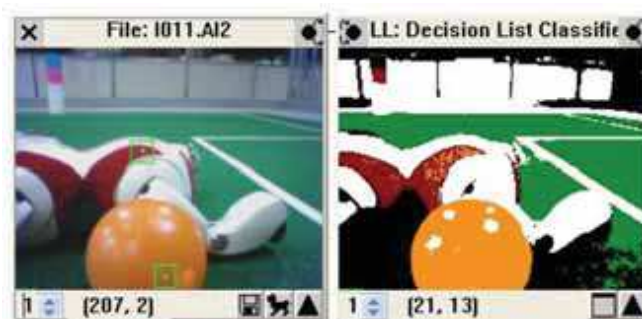 File: I011.AI2
LL: Decision List Classifie
1 (207, 2)
1 (21, 13)